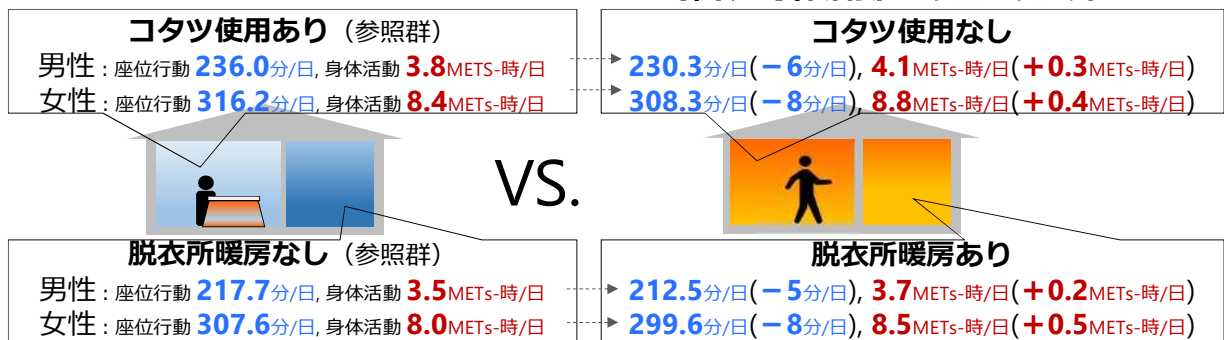 コタツ使用あり（参照群）
男性：座位行動 236.0分/日, 身体活動 3.8METS-時/日
女性：座位行動 316.2分/日, 身体活動 8.4METs-時/日
コタツ使用なし
230.3分/日(－6分/日), 4.1METs-時/日(＋0.3METs-時/日)
308.3分/日(－8分/日), 8.8METs-時/日(＋0.4METs-時/日)
VS.
脱衣所暖房なし（参照群）
男性：座位行動 217.7分/日, 身体活動 3.5METs-時/日
女性：座位行動 307.6分/日, 身体活動 8.0METs-時/日
脱衣所暖房あり
212.5分/日(－5分/日), 3.7METs-時/日(＋0.2METs-時/日)
299.6分/日(－8分/日), 8.5METs-時/日(＋0.5METs-時/日)